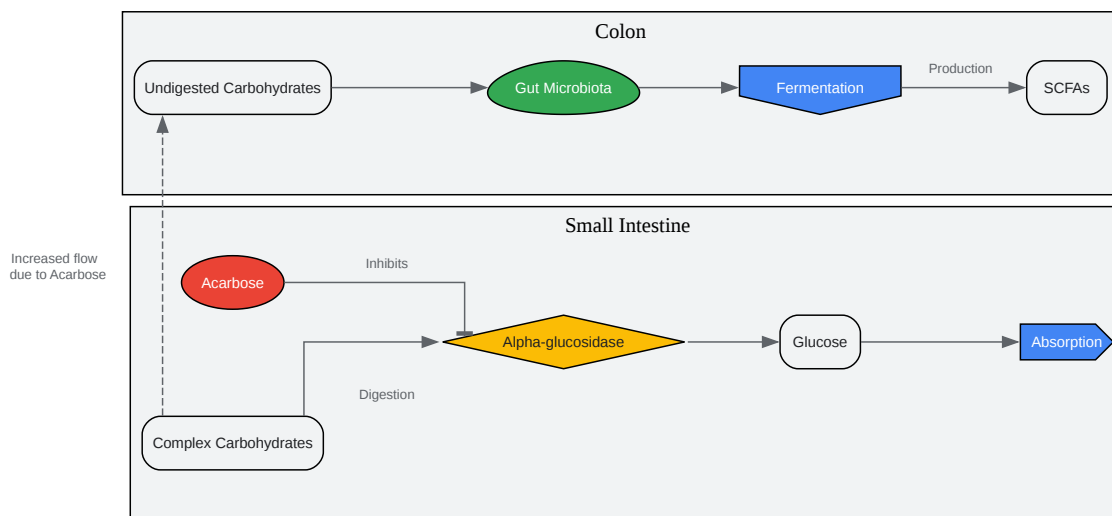 Colon
Production
Undigested Carbohydrates
Gut Microbiota
Fermentation
SCFAs
Small Intestine
Increased flow
due to Acarbose
Inhibits
Acarbose
Alpha-glucosidase
Glucose
Absorption
Digestion
Complex Carbohydrates